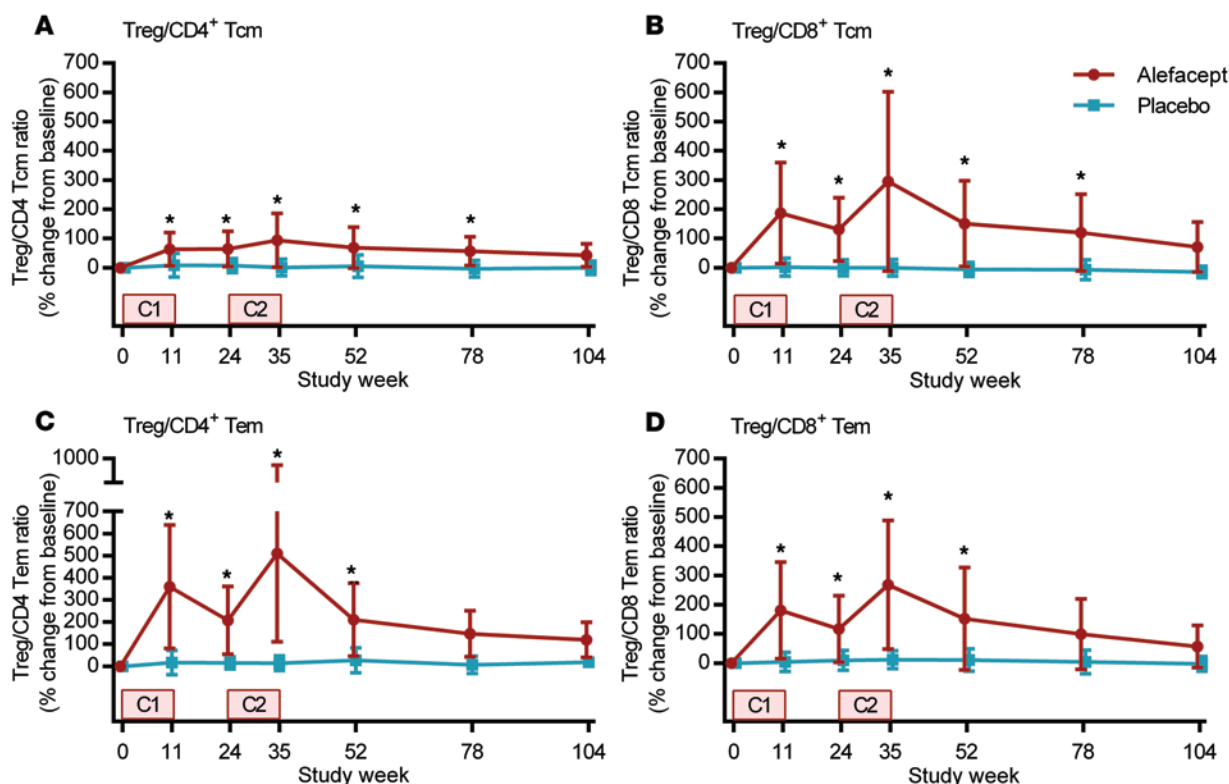 A Treg/CD4+ Tcm
Treg/CD4 Tcm ratio
(% change from baseline)
700
600
500
400
300
200
100
0
C1 C2
0 11 24 35 52 78 104
Study week
* * * * *
B Treg/CD8+ Tcm
Treg/CD8 Tcm ratio
(% change from baseline)
700
600
500
400
300
200
100
0
C1 C2
0 11 24 35 52 78 104
Study week
* * * * *
Alefacept
Placebo
C Treg/CD4+ Tem
Treg/CD4 Tem ratio
(% change from baseline)
1000
700
600
500
400
300
200
100
0
C1 C2
0 11 24 35 52 78 104
Study week
* * * *
D Treg/CD8+ Tem
Treg/CD8 Tem ratio
(% change from baseline)
700
600
500
400
300
200
100
0
C1 C2
0 11 24 35 52 78 104
Study week
* * * *